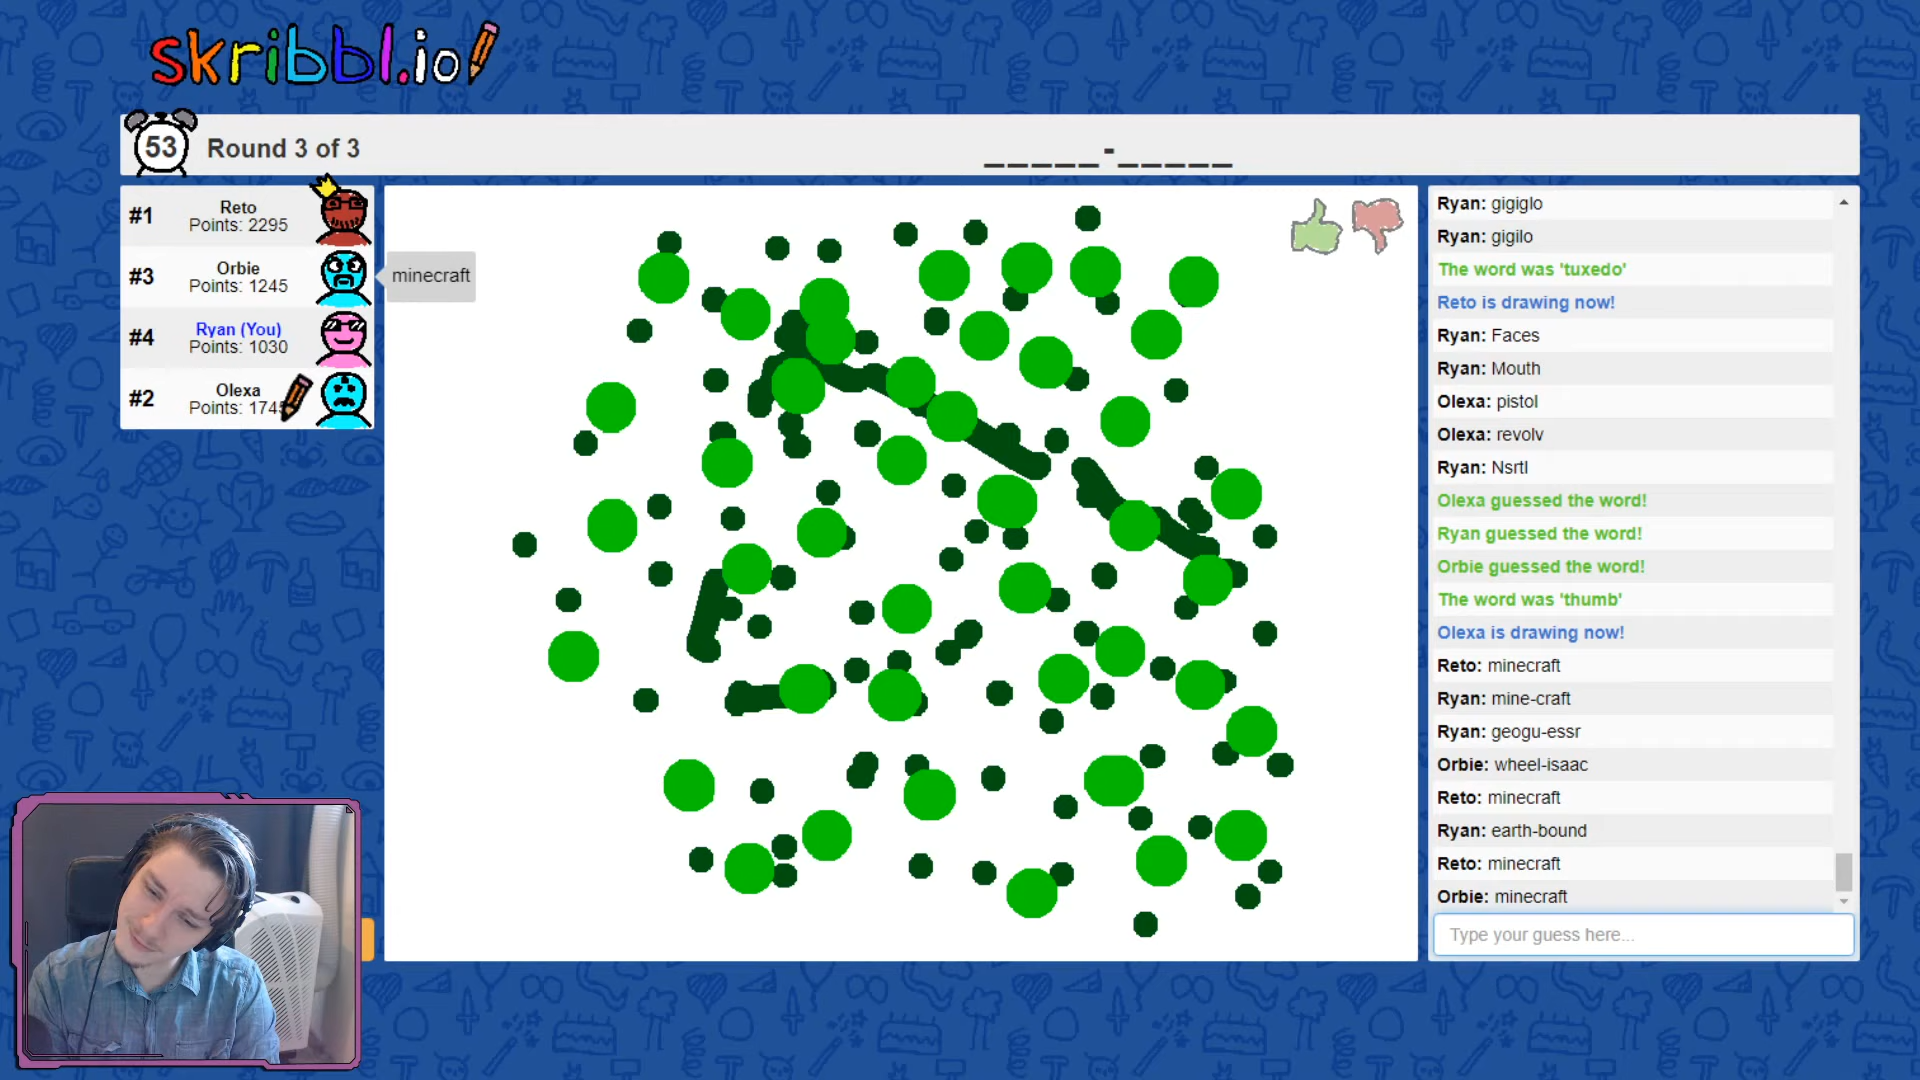 skribbl.io
53
Round 3 of 3
_____-_____
#1
Reto
Points: 2295
#3
Orbie
Points: 1245
minecraft
#4
Ryan (You)
Points: 1030
#2
Olexa
Points: 1745
Ryan: gigiglo
Ryan: gigilo
The word was 'tuxedo'
Reto is drawing now!
Ryan: Faces
Ryan: Mouth
Olexa: pistol
Olexa: revolv
Ryan: Nsrtl
Olexa guessed the word!
Ryan guessed the word!
Orbie guessed the word!
The word was 'thumb'
Olexa is drawing now!
Reto: minecraft
Ryan: mine-craft
Ryan: geogu-essr
Orbie: wheel-isaac
Reto: minecraft
Ryan: earth-bound
Reto: minecraft
Orbie: minecraft
Type your guess here...